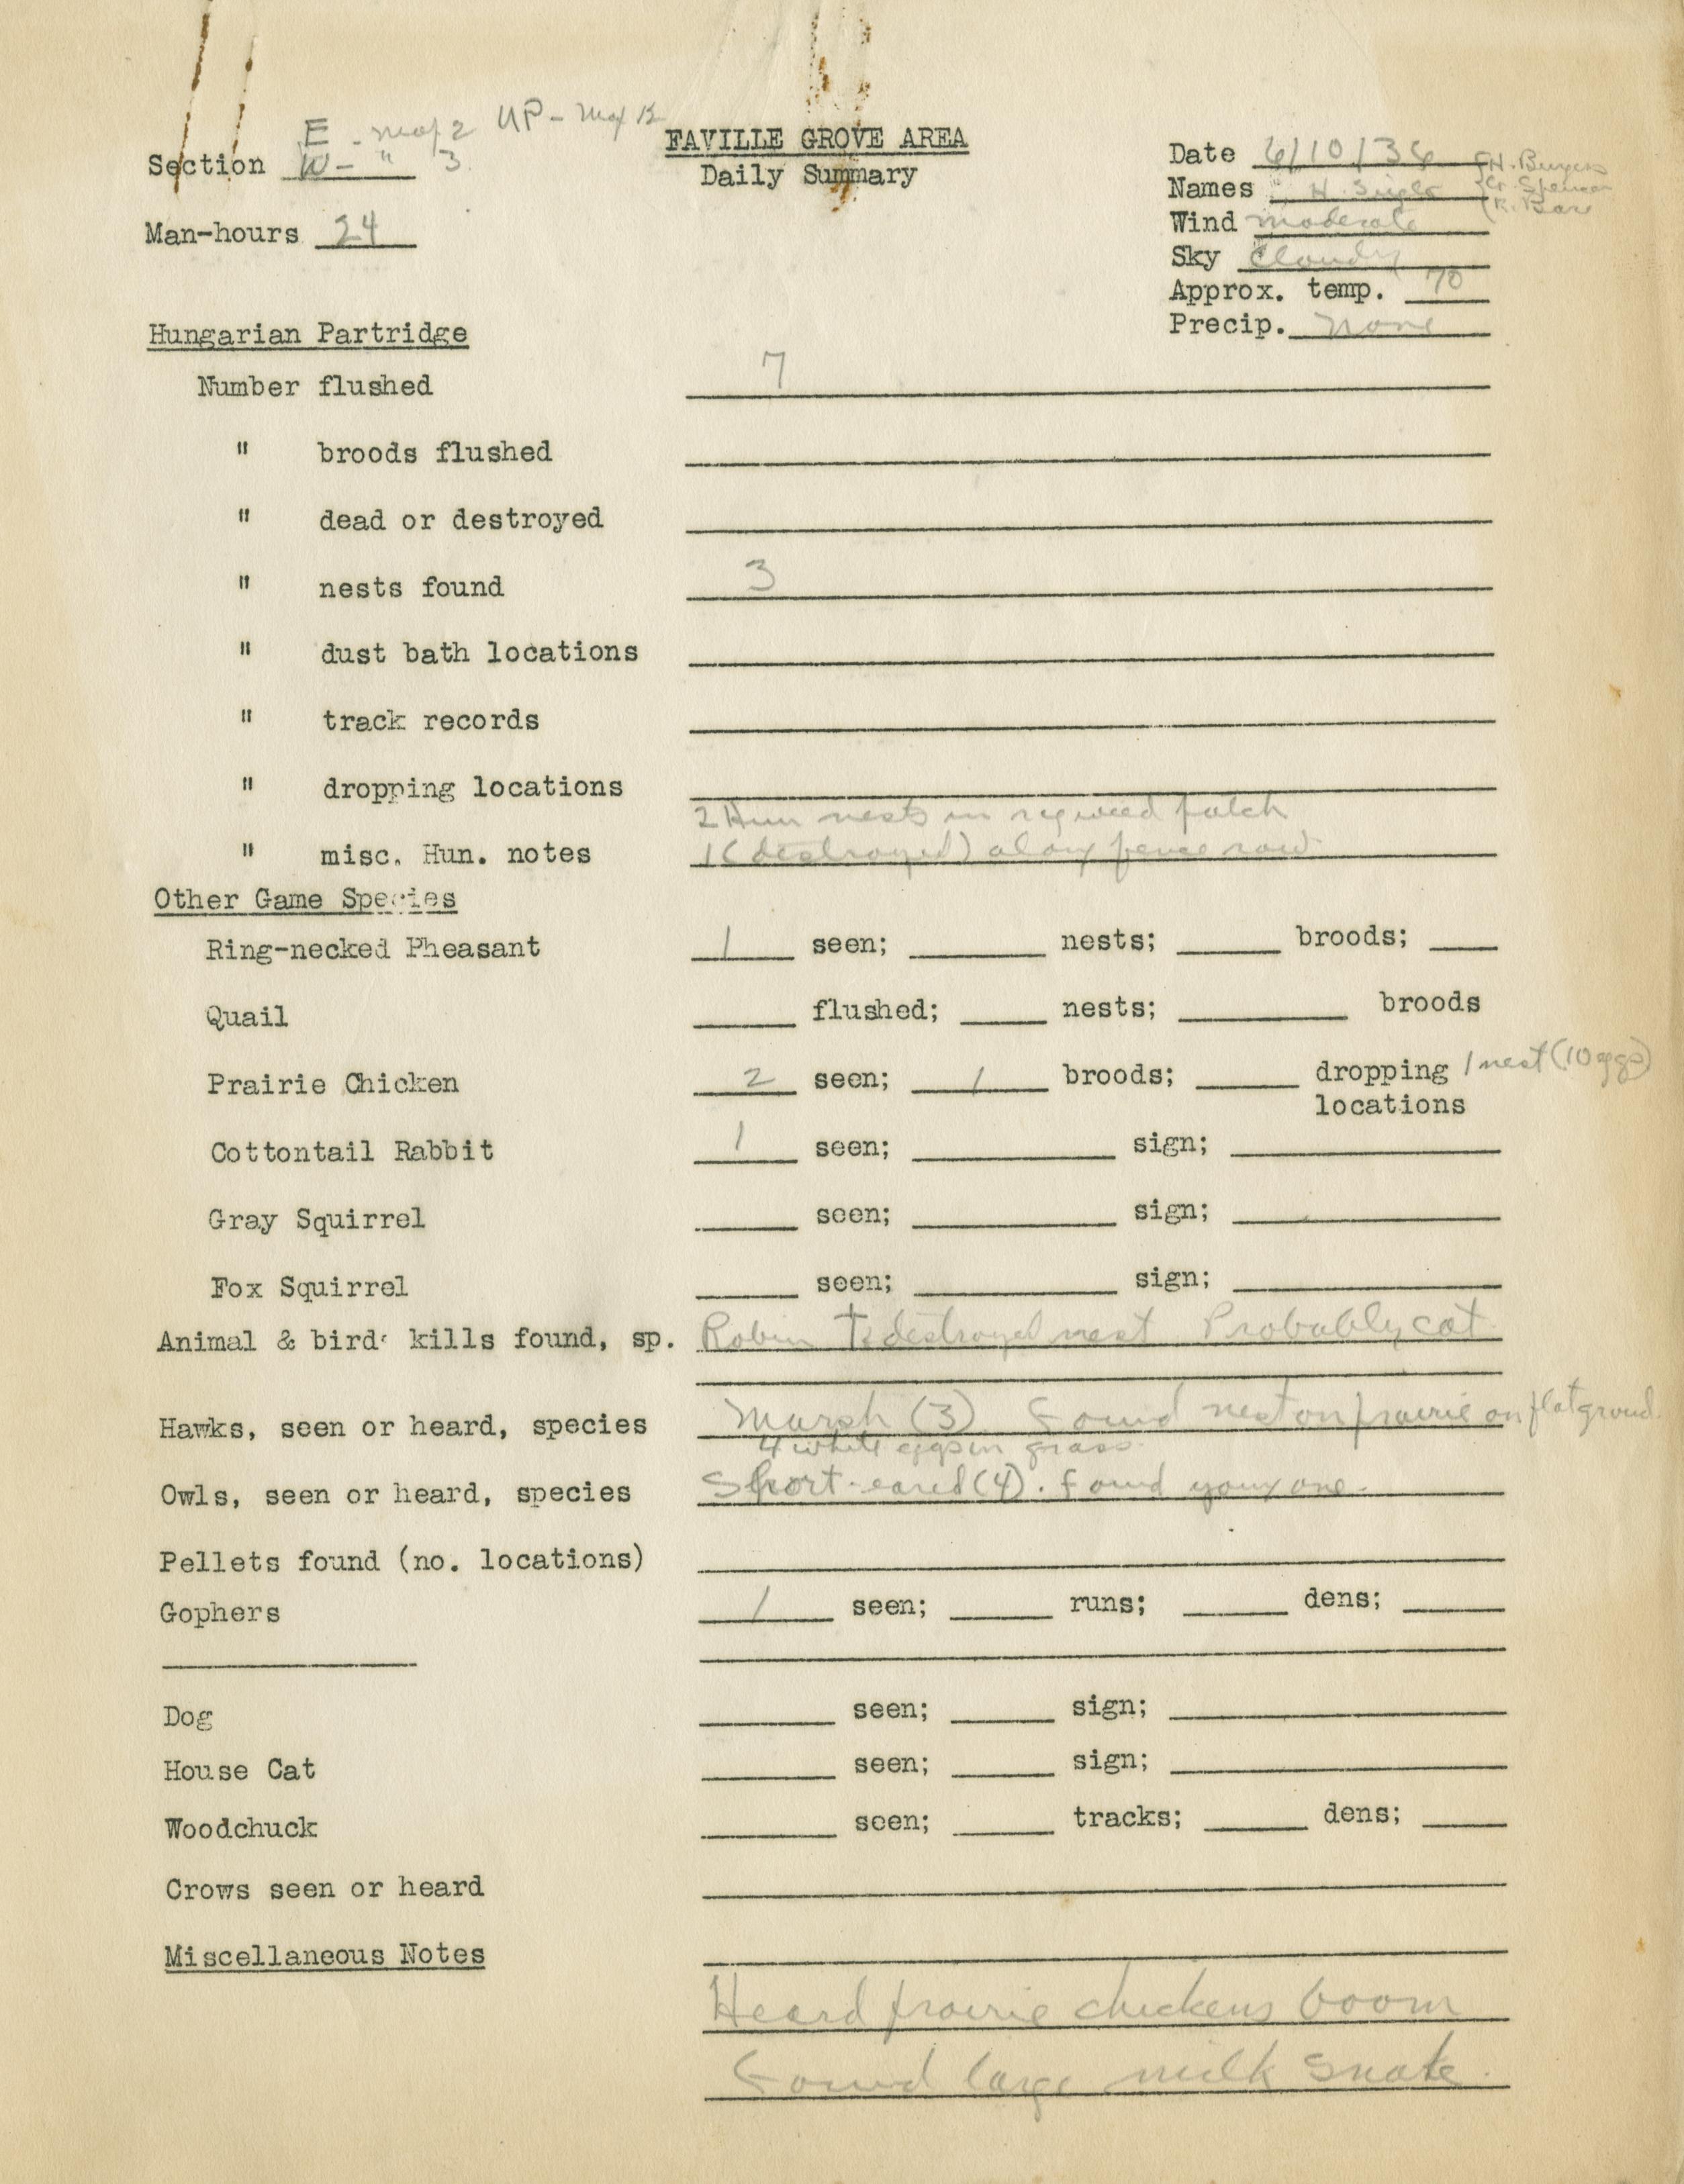 E - map 2 UP - map 12
Section W - " 3
Man-hours 24
FAVILLE GROVE AREA
Daily Summary
Date 6/10/36
Names H. H. Spencer R.
Wind moderate
Sky Cloudy
Approx. temp. 70
Precip. none
Hungarian Partridge
Number flushed 7
" broods flushed
" dead or destroyed
" nests found 3
" dust bath locations
" track records
" dropping locations
2 Hun nests in ragweed patch
" misc. Hun. notes 1 (destroyed) along fence row
Other Game Species
Ring-necked Pheasant 1 seen; nests; broods;
Quail flushed; nests; broods
Prairie Chicken 2 seen; 1 broods; dropping 1 nest (10 eggs)
locations
Cottontail Rabbit 1 seen; sign;
Gray Squirrel seen; sign;
Fox Squirrel seen; sign;
Animal & bird kills found, sp. Robin destroyed nest Probably cat
Hawks, seen or heard, species Marsh (3) Found nest on prairie on flat ground.
4 white eggs in grass.
Owls, seen or heard, species Short-eared (4). Found young one.
Pellets found (no. locations)
Gophers 1 seen; runs; dens;
Dog seen; sign;
House Cat seen; sign;
Woodchuck seen; tracks; dens;
Crows seen or heard
Miscellaneous Notes
Heard prairie chickens boom
Found large milk snake.